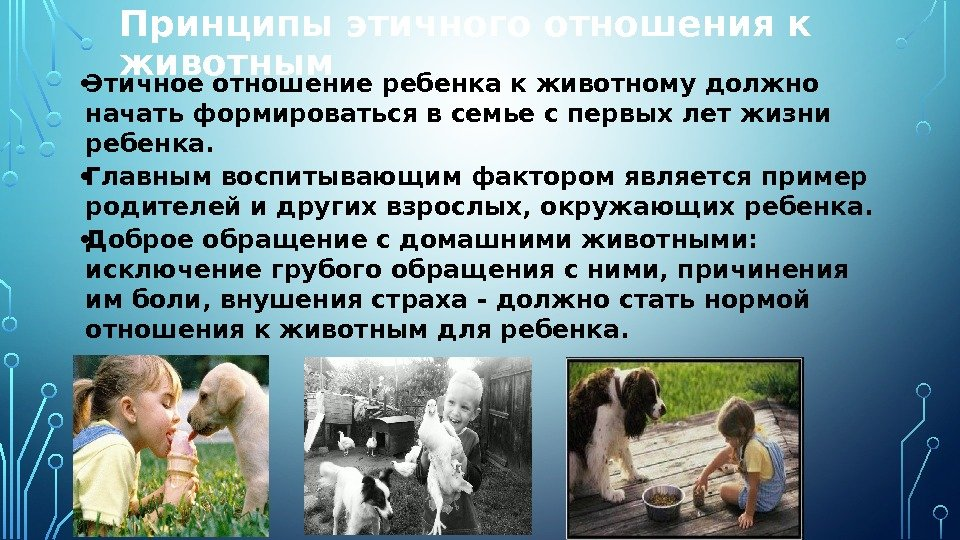 Принципы этичного отношения к
животным
•Этичное отношение ребенка к животному должно
начать формироваться в семье с первых лет жизни
ребенка.
•Главным воспитывающим фактором является пример
родителей и других взрослых, окружающих ребенка.
•Доброе обращение с домашними животными:
исключение грубого обращения с ними, причинения
им боли, внушения страха - должно стать нормой
отношения к животным для ребенка.